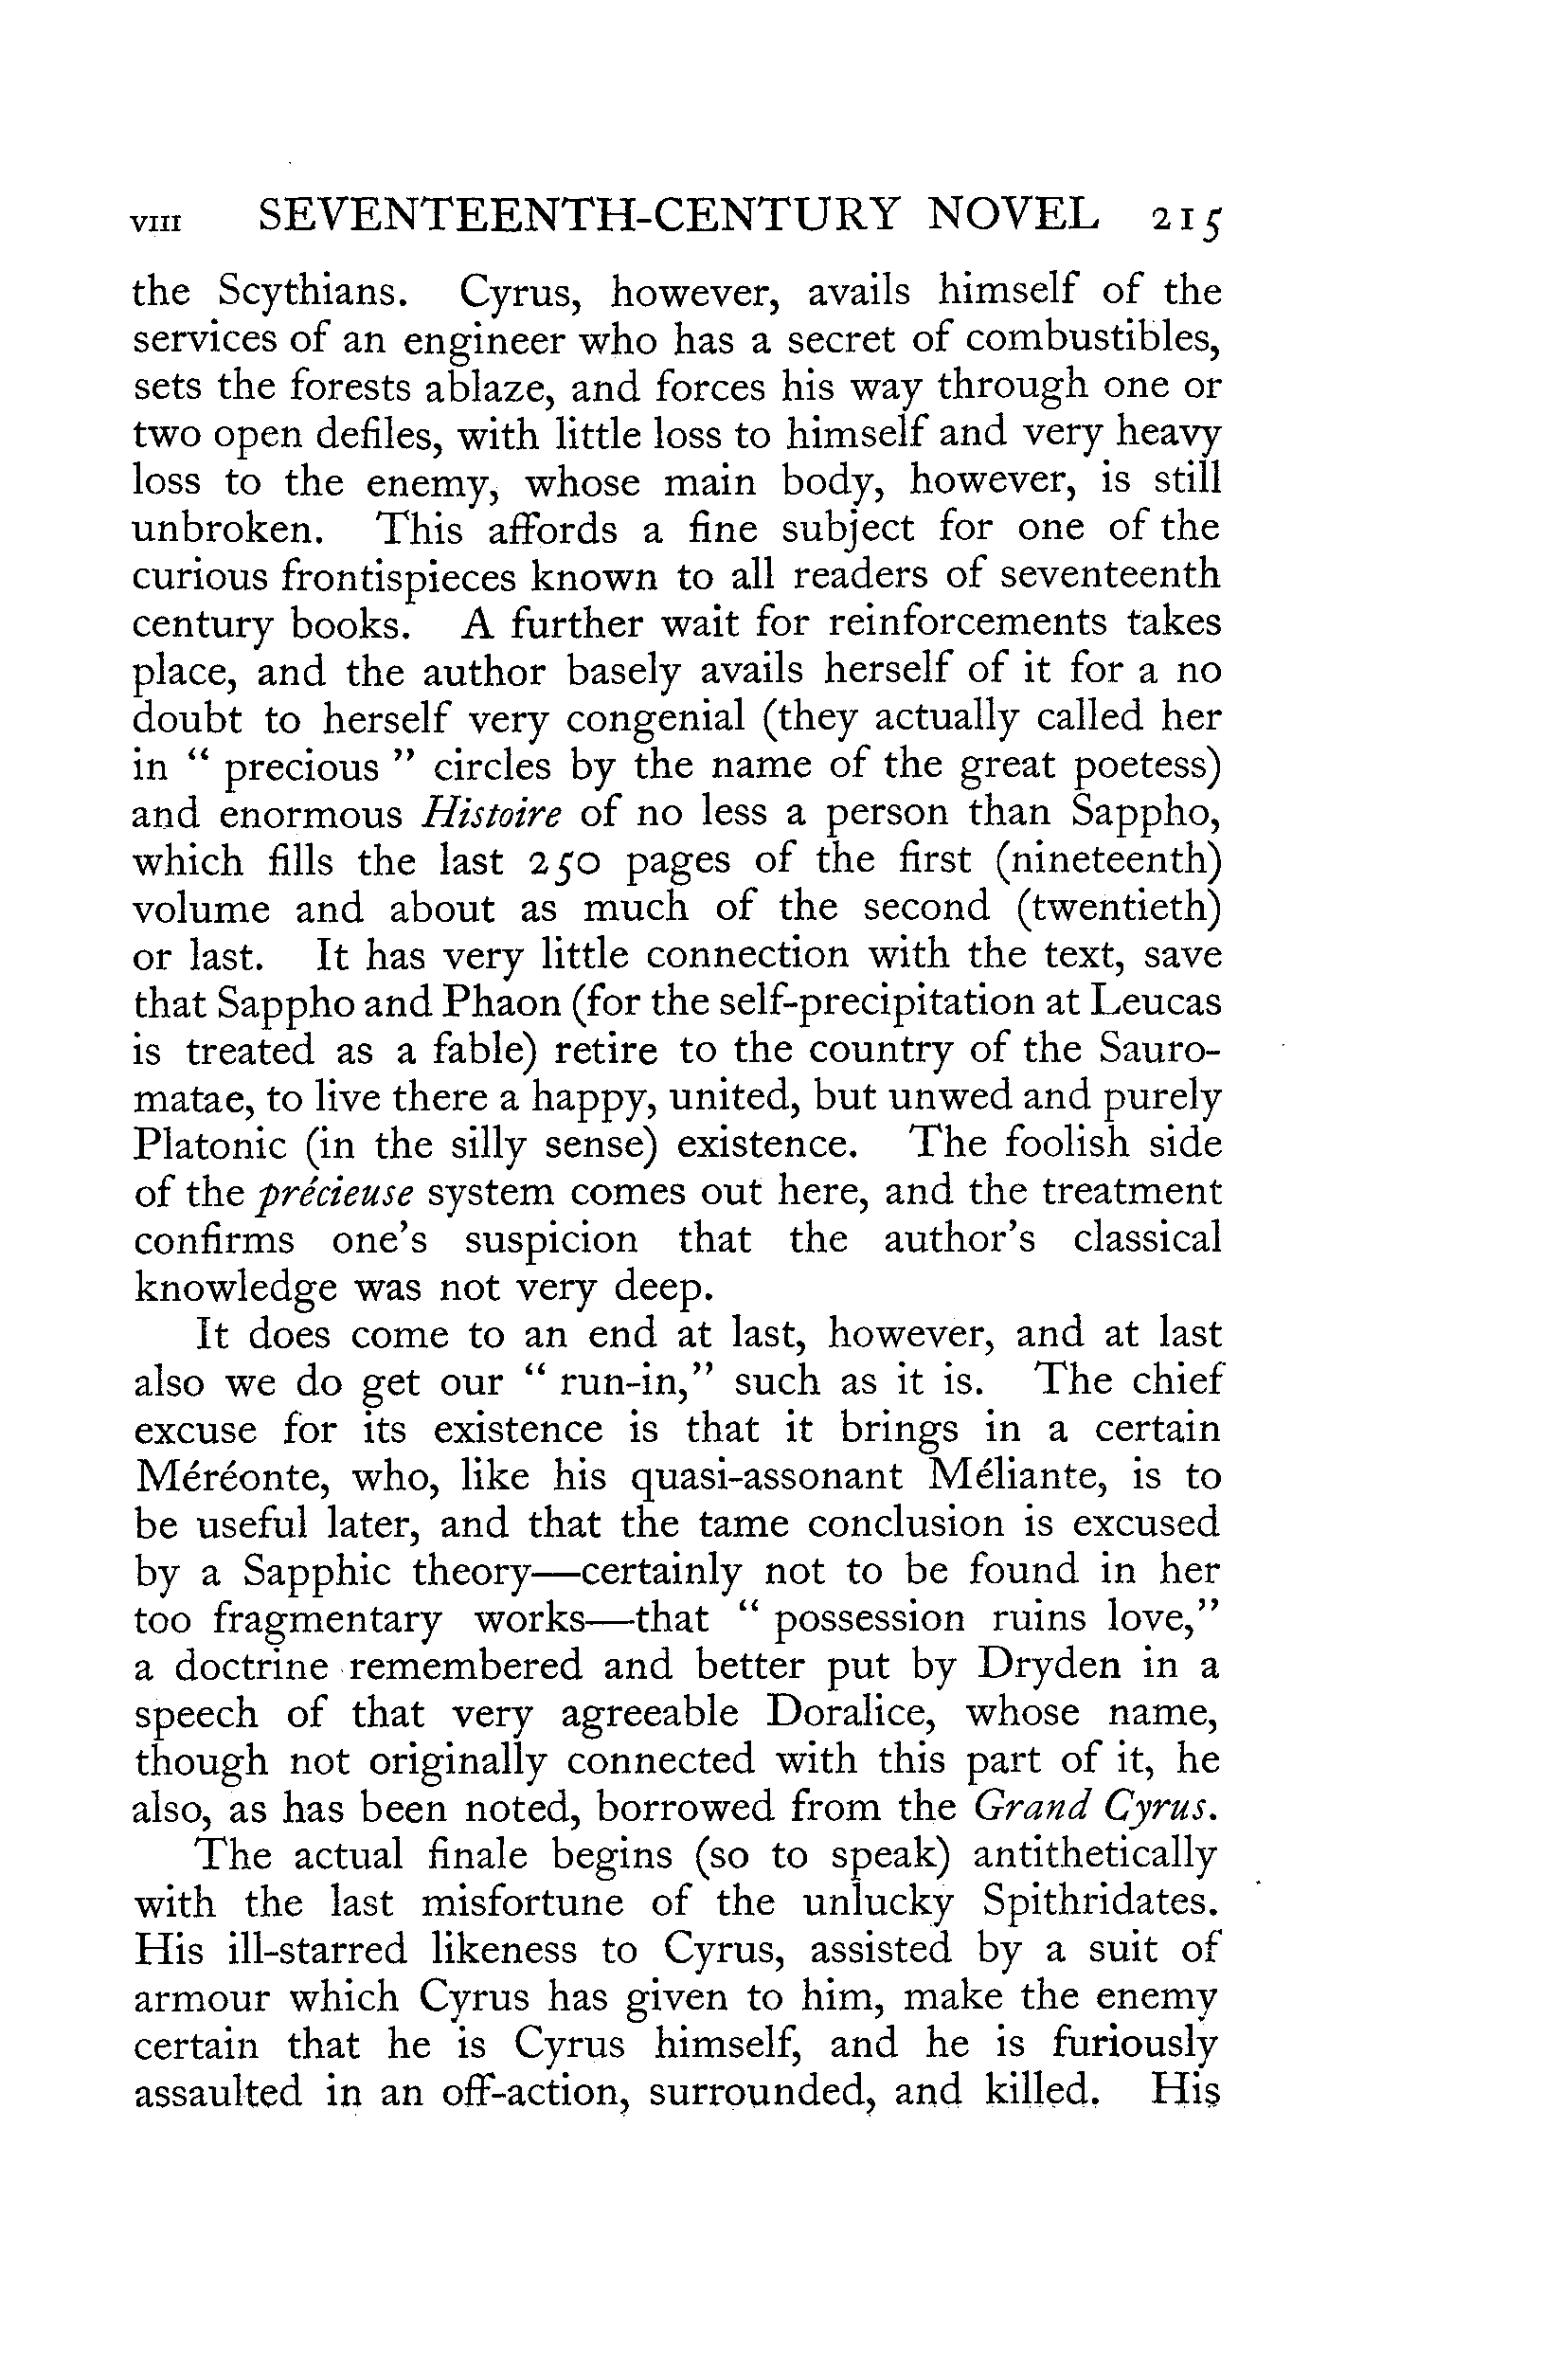 VIII SEVENTEENTH-CENTURY NOVEL 215
the Scythians. Cyrus, however, avails himself of the
services of an engineer who has a secret of combustibles,
sets the forests ablaze, and forces his way through one or
two open defiles, with little loss to himself and very heavy
loss to the enemy, whose main body, however, is still
unbroken. This affords a fine subject for one of the
curious frontispieces known to all readers of seventeenth
century books. A further wait for reinforcements takes
place, and the author basely avails herself of it for a no
doubt to herself very congenial (they actually called her
in “ precious ” circles by the name of the great poetess)
and enormous Histoire of no less a person than Sappho,
which fills the last 250 pages of the first (nineteenth)
volume and about as much of the second (twentieth)
or last. It has very little connection with the text, save
that Sappho and Phaon (for the self-precipitation at Leucas
is treated as a fable) retire to the country of the Sauro-
matae, to live there a happy, united, but unwed and purely
Platonic (in the silly sense) existence. The foolish side
of the précieuse system comes out here, and the treatment
confirms one’s suspicion that the author’s classical
knowledge was not very deep.
It does come to an end at last, however, and at last
also we do get our “ run-in,” such as it is. The chief
excuse for its existence is that it brings in a certain
Méréonte, who, like his quasi-assonant Méliante, is to
be useful later, and that the tame conclusion is excused
by a Sapphic theory—certainly not to be found in her
too fragmentary works—that “ possession ruins love,”
a doctrine remembered and better put by Dryden in a
speech of that very agreeable Doralice, whose name,
though not originally connected with this part of it, he
also, as has been noted, borrowed from the Grand Cyrus.
The actual finale begins (so to speak) antithetically
with the last misfortune of the unlucky Spithridates.
His ill-starred likeness to Cyrus, assisted by a suit of
armour which Cyrus has given to him, make the enemy
certain that he is Cyrus himself, and he is furiously
assaulted in an off-action, surrounded, and killed. His